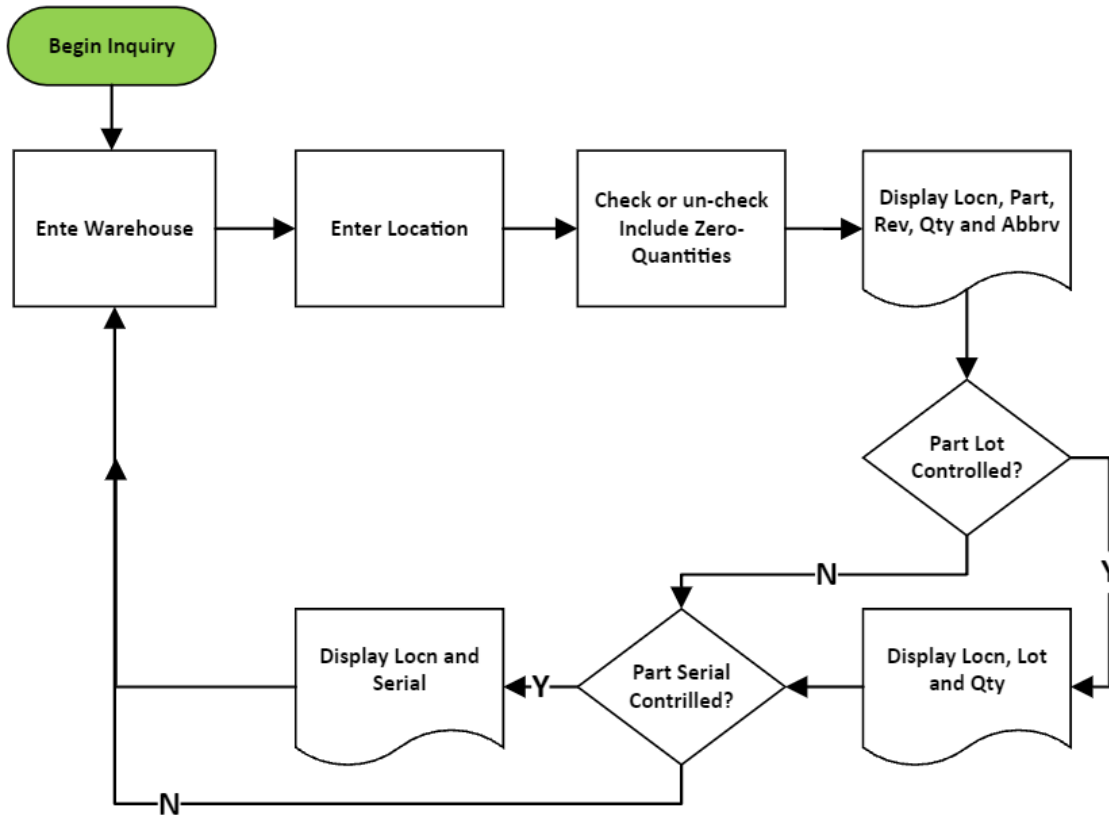 Begin Inquiry
Ente Warehouse
Enter Location
Check or un-check
Include Zero-
Quantities
Display Locn, Part,
Rev, Qty and Abbrv
Part Lot
Controlled?
N
Y
Display Locn and
Serial
Y
Part Serial
Contrilled?
Display Locn, Lot
and Qty
N